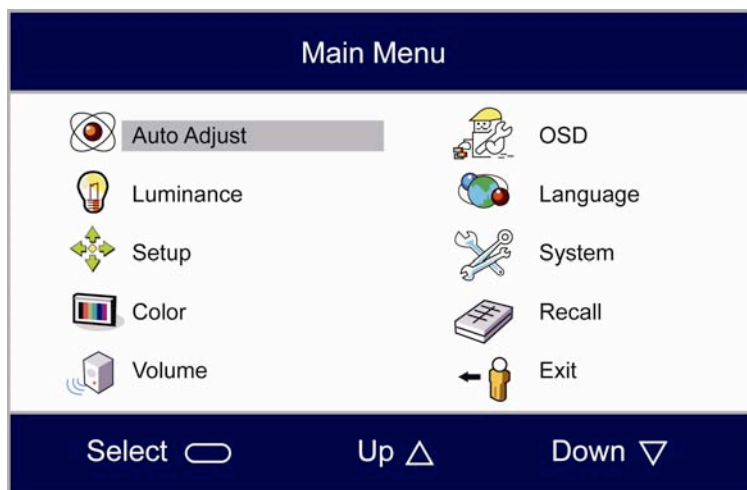 Main Menu
Auto Adjust
Luminance
Setup
Color
Volume
OSD
Language
System
Recall
Exit
Select
Up
Down